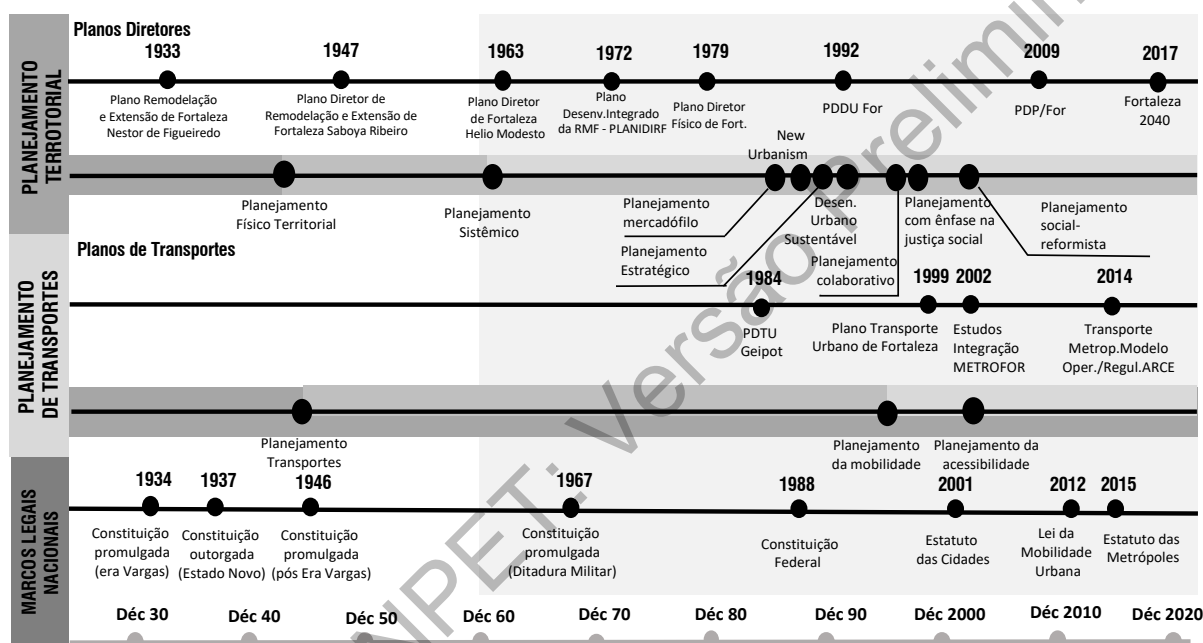 Planos Diretores
1933
1947
1963
1972
1979
1992
2009
2017
Plano Remodelação
e Extensão de Fortaleza
Nestor de Figueiredo
Plano Diretor de
Remodelação e Extensão de
Fortaleza Saboya Ribeiro
Plano Diretor
de Fortaleza
Helio Modesto
Plano
Desenv.Integrado
da RMF - PLANIDIRF
Plano Diretor
Físico de Fort.
PDDU For
PDP/For
Fortaleza
2040
PLANEJAMENTO
TERROTORIAL
New
Urbanism
Planejamento
Físico Territorial
Planejamento
Sistêmico
Planejamento
mercadófilo
Planejamento
Estratégico
Desen.
Urbano
Sustentável
Planejamento
colaborativo
Planejamento
com ênfase na
justiça social
Planejamento
social-
reformista
Planos de Transportes
PLANEJAMENTO
DE TRANSPORTES
1984
1999
2002
2014
PDTU
Geipot
Plano Transporte
Urbano de Fortaleza
Estudos
Integração
METROFOR
Transporte
Metrop.Modelo
Oper./Regul.ARCE
Planejamento
Transportes
Planejamento
da mobilidade
Planejamento da
acessibilidade
MARCOS LEGAIS
NACIONAIS
1934
1937
1946
1967
1988
2001
2012
2015
Constituição
promulgada
(era Vargas)
Constituição
outorgada
(Estado Novo)
Constituição
promulgada
(pós Era Vargas)
Constituição
promulgada
(Ditadura Militar)
Constituição
Federal
Estatuto
das Cidades
Lei da
Mobilidade
Urbana
Estatuto das
Metrópoles
Déc 30
Déc 40
Déc 50
Déc 60
Déc 70
Déc 80
Déc 90
Déc 2000
Déc 2010
Déc 2020
NPET: Versão Prelimin